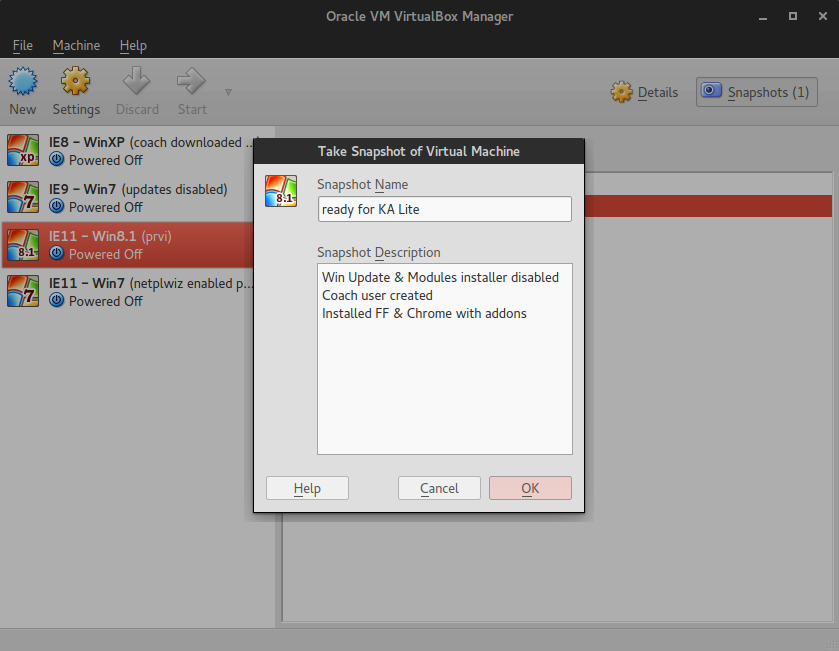 Oracle VM VirtualBox Manager
File Machine Help
New Settings Discard Start Details Snapshots (1)
IE8 – WinXP (coach downloaded ...
Powered Off
IE9 – Win7 (updates disabled)
Powered Off
IE11 – Win8.1 (prvi)
Powered Off
IE11 – Win7 (netplwiz enabled p...
Powered Off
xp
7
8.1
7
Take Snapshot of Virtual Machine
8.1
Snapshot Name
ready for KA Lite
Snapshot Description
Win Update & Modules installer disabled
Coach user created
Installed FF & Chrome with addons
Help Cancel OK